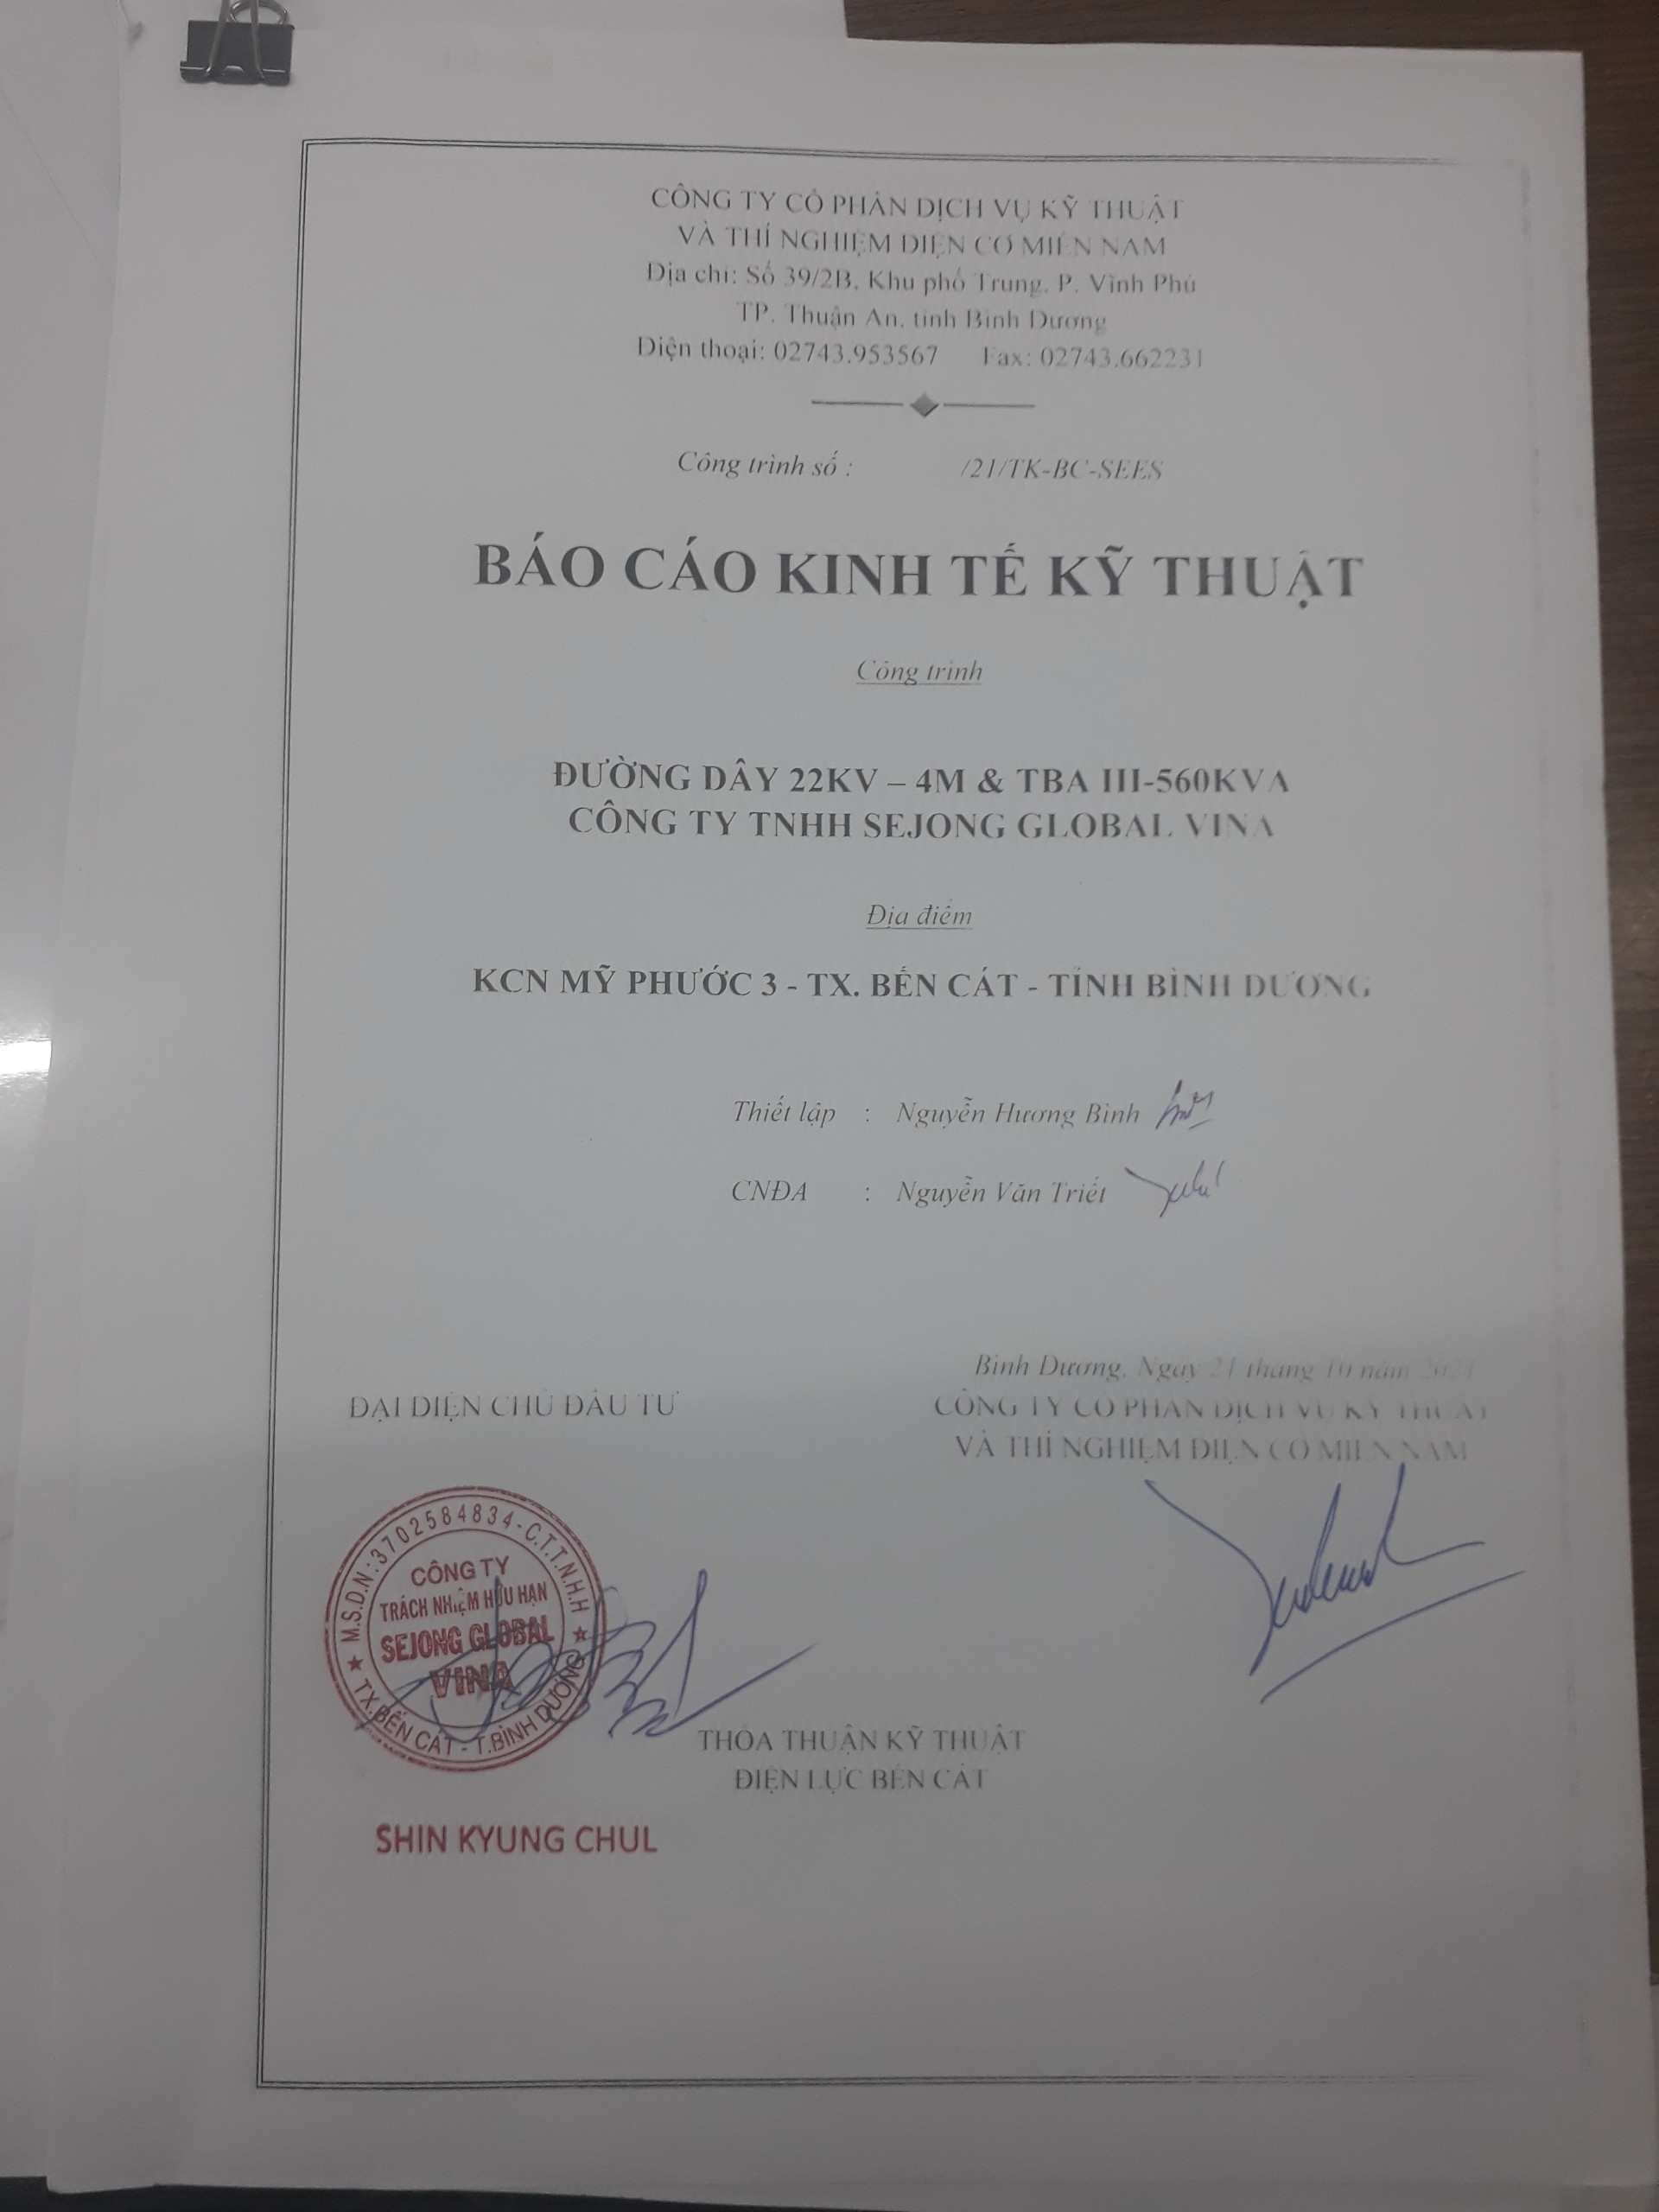 CÔNG TY CỔ PHẦN DỊCH VỤ KỸ THUẬT
VÀ THÍ NGHIỆM ĐIỆN CƠ MIỀN NAM
Địa chỉ: Số 39/2B, Khu phố Trung, P. Vĩnh Phú
TP. Thuận An, tỉnh Bình Dương
Điện thoại: 02743.953567 Fax: 02743.662231
Công trình số : /21/TK-BC-SEES
BÁO CÁO KINH TẾ KỸ THUẬT
Công trình
ĐƯỜNG DÂY 22KV – 4M & TBA III-560KVA
CÔNG TY TNHH SEJONG GLOBAL VINA
Địa điểm
KCN MỸ PHƯỚC 3 - TX. BẾN CÁT - TỈNH BÌNH DƯƠNG
Thiết lập : Nguyễn Hương Bình
CNĐA : Nguyễn Văn Triết
Bình Dương, Ngày 21 tháng 10 năm 2021
ĐẠI DIỆN CHỦ ĐẦU TƯ
CÔNG TY CỔ PHẦN DỊCH VỤ KỸ THUẬT
VÀ THÍ NGHIỆM ĐIỆN CƠ MIỀN NAM
M.S.D.N:3702584834-C.T.T.N.H.H
CÔNG TY
TRÁCH NHIỆM HỮU HẠN
SEJONG GLOBAL
VINA
TX.BẾN CÁT - T.BÌNH DƯƠNG
THỎA THUẬN KỸ THUẬT
ĐIỆN LỰC BẾN CÁT
SHIN KYUNG CHUL